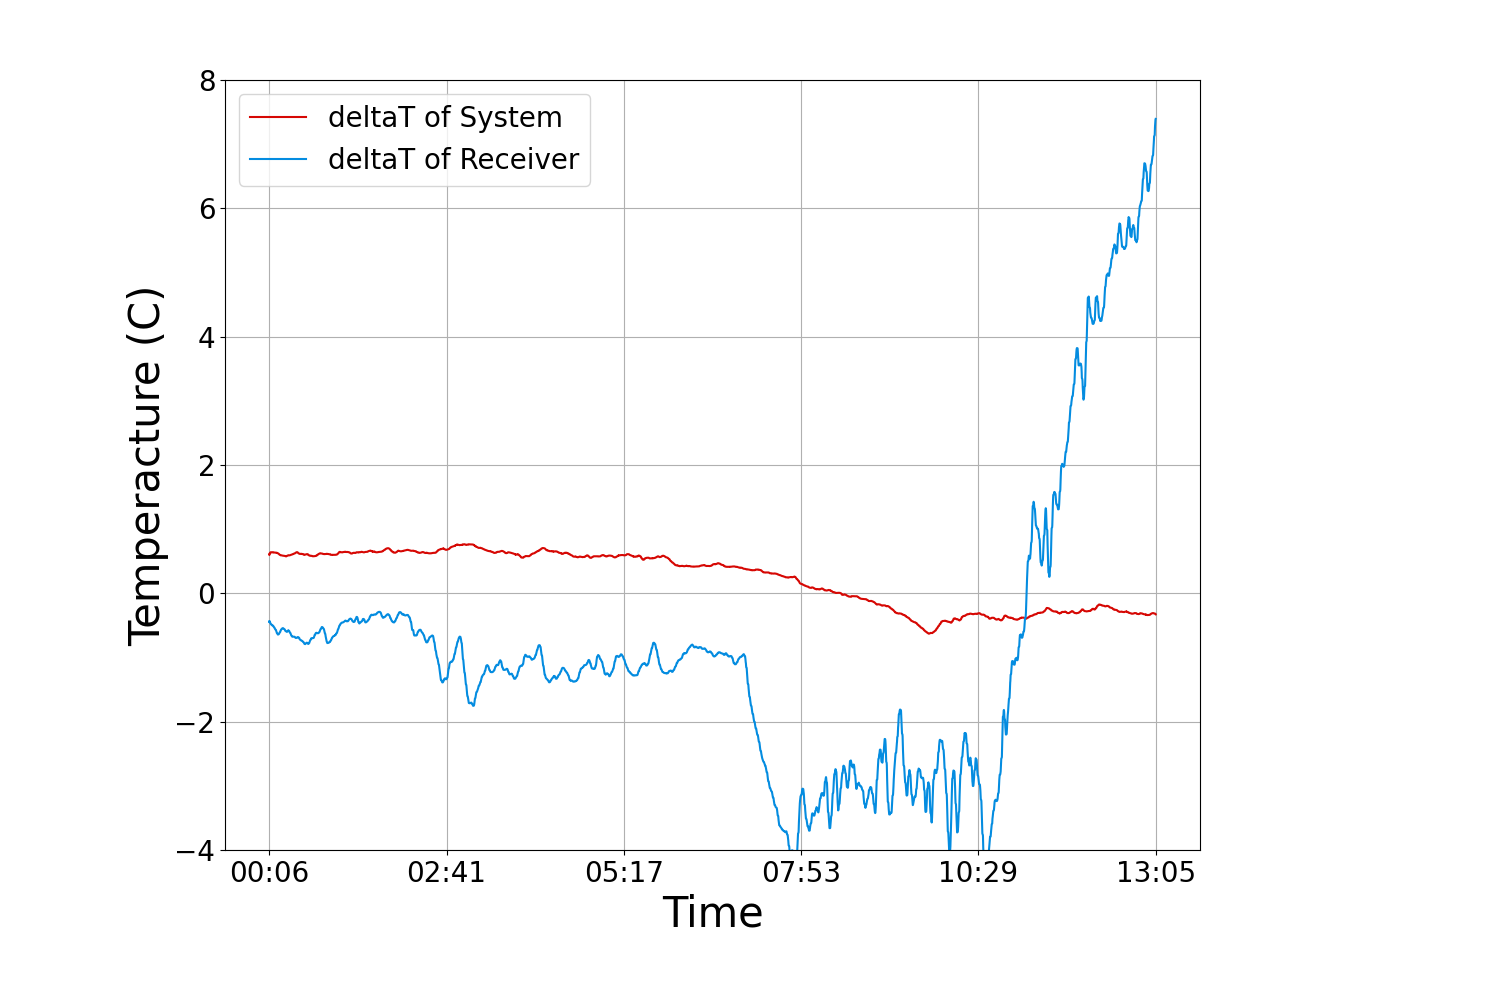 deltaT of System
deltaT of Receiver
8
6
4
2
0
−2
−4
Temperacture (C)
00:06 02:41 05:17 07:53 10:29 13:05
Time